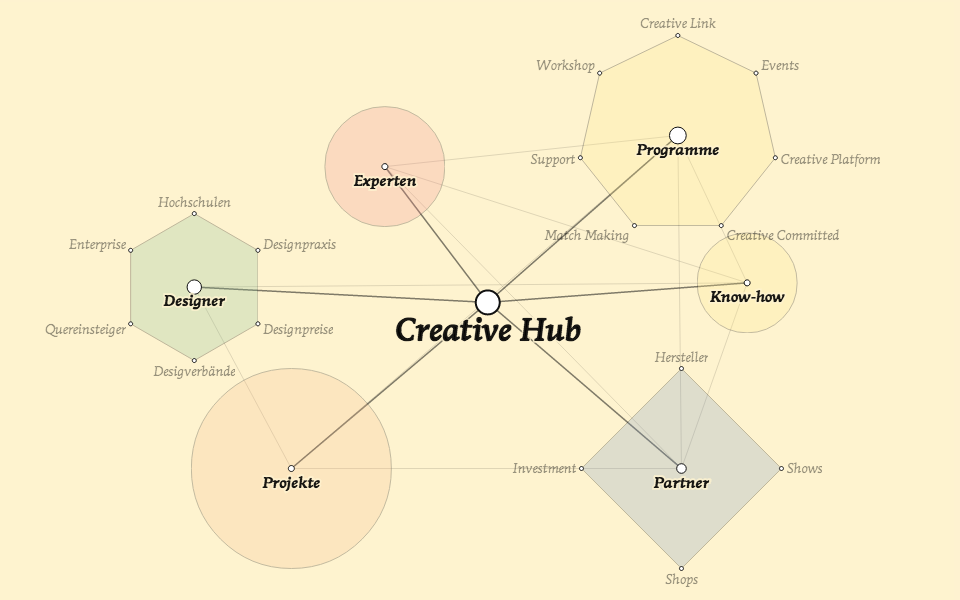 Creative Link
Workshop
Events
Programme
Support
Creative Platform
Experten
Match Making
Creative Committed
Hochschulen
Enterprise
Designpraxis
Designer
Know-how
Quereinsteiger
Designpreise
Creative Hub
Desigverbände
Hersteller
Projekte
Investment
Shows
Partner
Shops